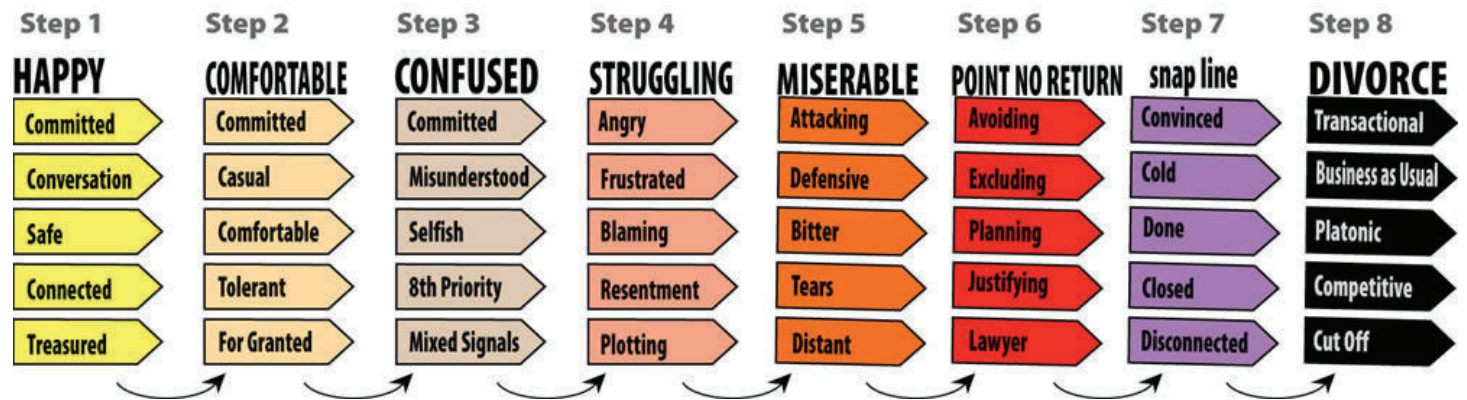 Step 1
HAPPY
Committed
Conversation
Safe
Connected
Treasured
Step 2
COMFORTABLE
Committed
Casual
Comfortable
Tolerant
For Granted
Step 3
CONFUSED
Committed
Misunderstood
Selfish
8th Priority
Mixed Signals
Step 4
STRUGGLING
Angry
Frustrated
Blaming
Resentment
Plotting
Step 5
MISERABLE
Attacking
Defensive
Bitter
Tears
Distant
Step 6
POINT NO RETURN
Avoiding
Excluding
Planning
Justifying
Lawyer
Step 7
snap line
Convinced
Cold
Done
Closed
Disconnected
Step 8
DIVORCE
Transactional
Business as Usual
Platonic
Competitive
Cut Off